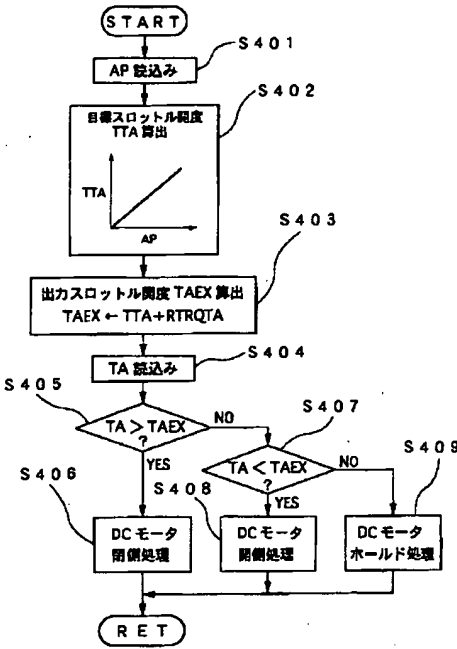 START
S401
AP 読込み
S402
目標スロットル開度
TTA 算出
TTA
AP
S403
出力スロットル開度 TAEX 算出
TAEX ← TTA+RTRQTA
S404
TA 読込み
S405
TA > TAEX
?
NO
YES
S407
TA < TAEX
?
NO
YES
S406
DC モータ
閉側処理
S408
DC モータ
開側処理
S409
DC モータ
ホールド処理
RET